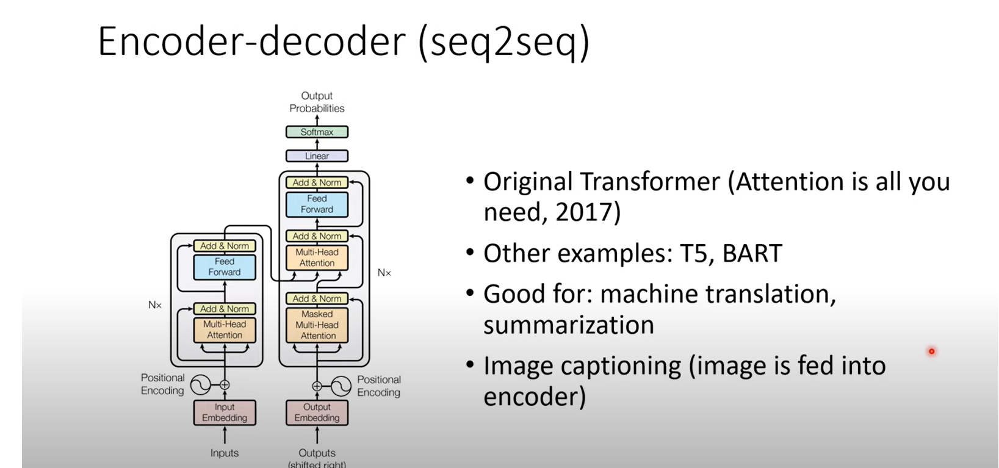 Encoder-decoder (seq2seq)
Output
Probabilities
Softmax
Linear
Add & Norm
Feed
Forward
Add & Norm
Multi-Head
Attention
Nx
Add & Norm
Masked
Multi-Head
Attention
Positional
Encoding
Output
Embedding
Outputs
(shifted right)
Add & Norm
Feed
Forward
Nx
Add & Norm
Multi-Head
Attention
Positional
Encoding
Input
Embedding
Inputs
• Original Transformer (Attention is all you
need, 2017)
• Other examples: T5, BART
• Good for: machine translation,
summarization
• Image captioning (image is fed into
encoder)